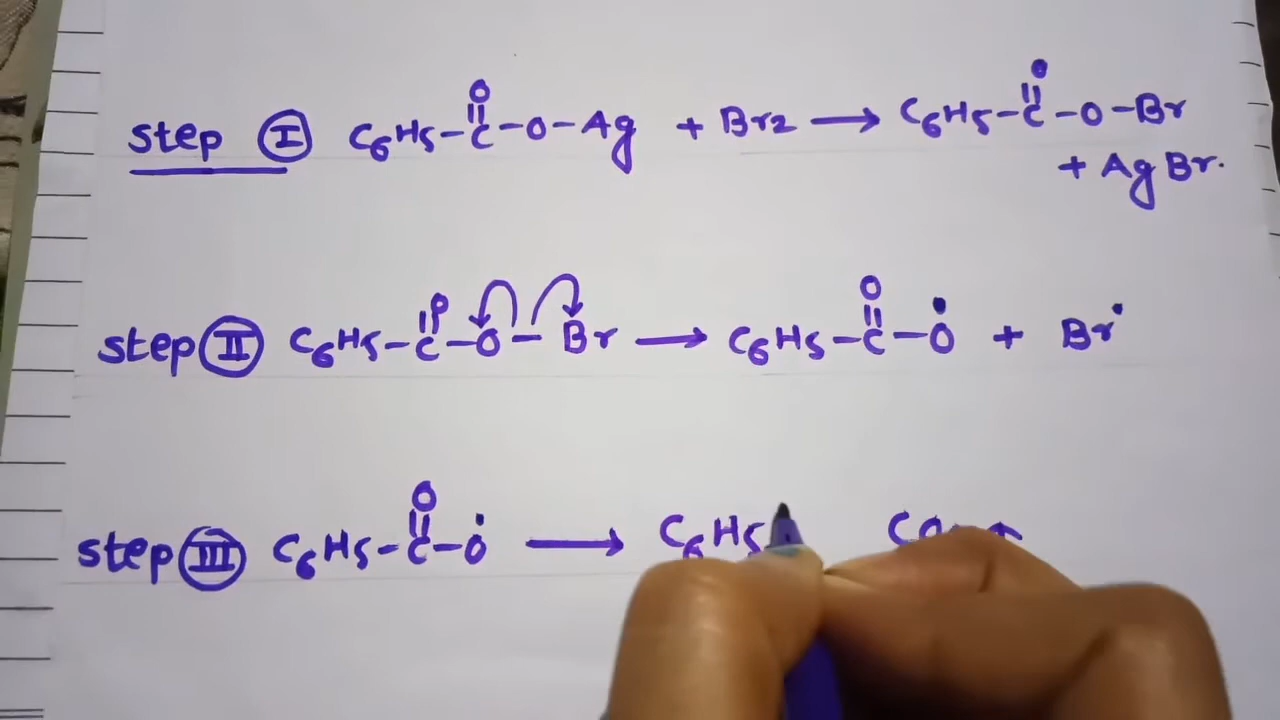 O
||
step I C6H5-C-O-Ag + Br2 → C6H5-C-O-Br
+ AgBr.
step II C6H5-C-O-Br → C6H5-C-O• + Br•
O
||
step III C6H5-C-O• → C6H5